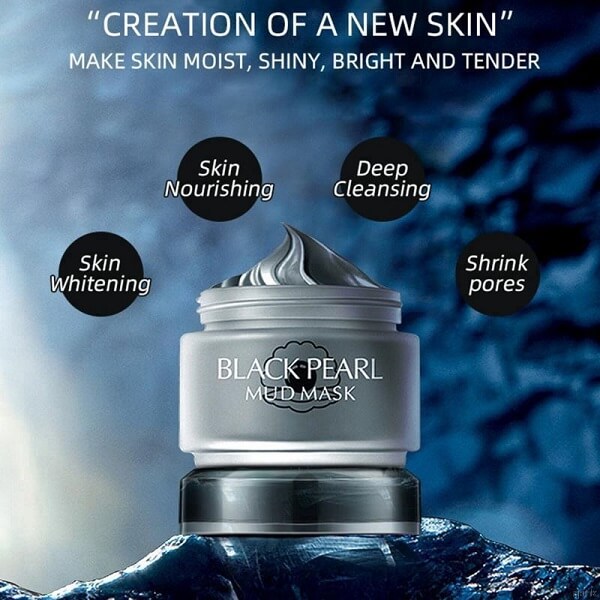 “CREATION OF A NEW SKIN”
MAKE SKIN MOIST, SHINY, BRIGHT AND TENDER
Skin
Nourishing
Deep
Cleansing
Skin
Whitening
Shrink
pores
BLACK PEARL
MUD MASK